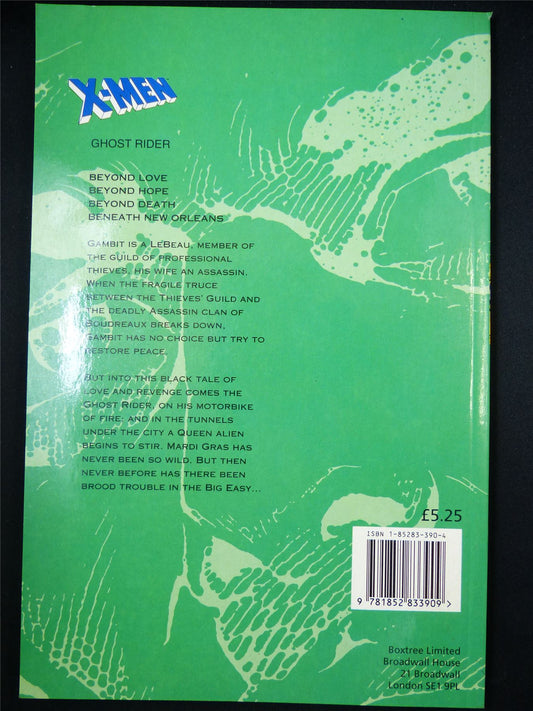 X-MEN
GHOST RIDER
BEYOND LOVE
BEYOND HOPE
BEYOND DEATH
BENEATH NEW ORLEANS
GAMBIT IS A LEBEAU, MEMBER OF
THE GUILD OF PROFESSIONAL
THIEVES, HIS WIFE AN ASSASSIN.
WHEN THE FRAGILE TRUCE
BETWEEN THE THIEVES' GUILD AND
THE DEADLY ASSASSIN CLAN OF
BOUDREAUX BREAKS DOWN,
GAMBIT HAS NO CHOICE BUT TRY TO
RESTORE PEACE.
BUT INTO THIS BLACK TALE OF
LOVE AND REVENGE COMES THE
GHOST RIDER, ON HIS MOTORBIKE
OF FIRE: AND IN THE TUNNELS
UNDER THE CITY A QUEEN ALIEN
BEGINS TO STIR. MARDI GRAS HAS
NEVER BEEN SO WILD. BUT THEN
NEVER BEFORE HAS THERE BEEN
BROOD TROUBLE IN THE BIG EASY...
£5.25
ISBN 1-85283-390-4
9 781852 833909 >
Boxtree Limited
Broadwall House
21 Broadwall
London SE1 9PL